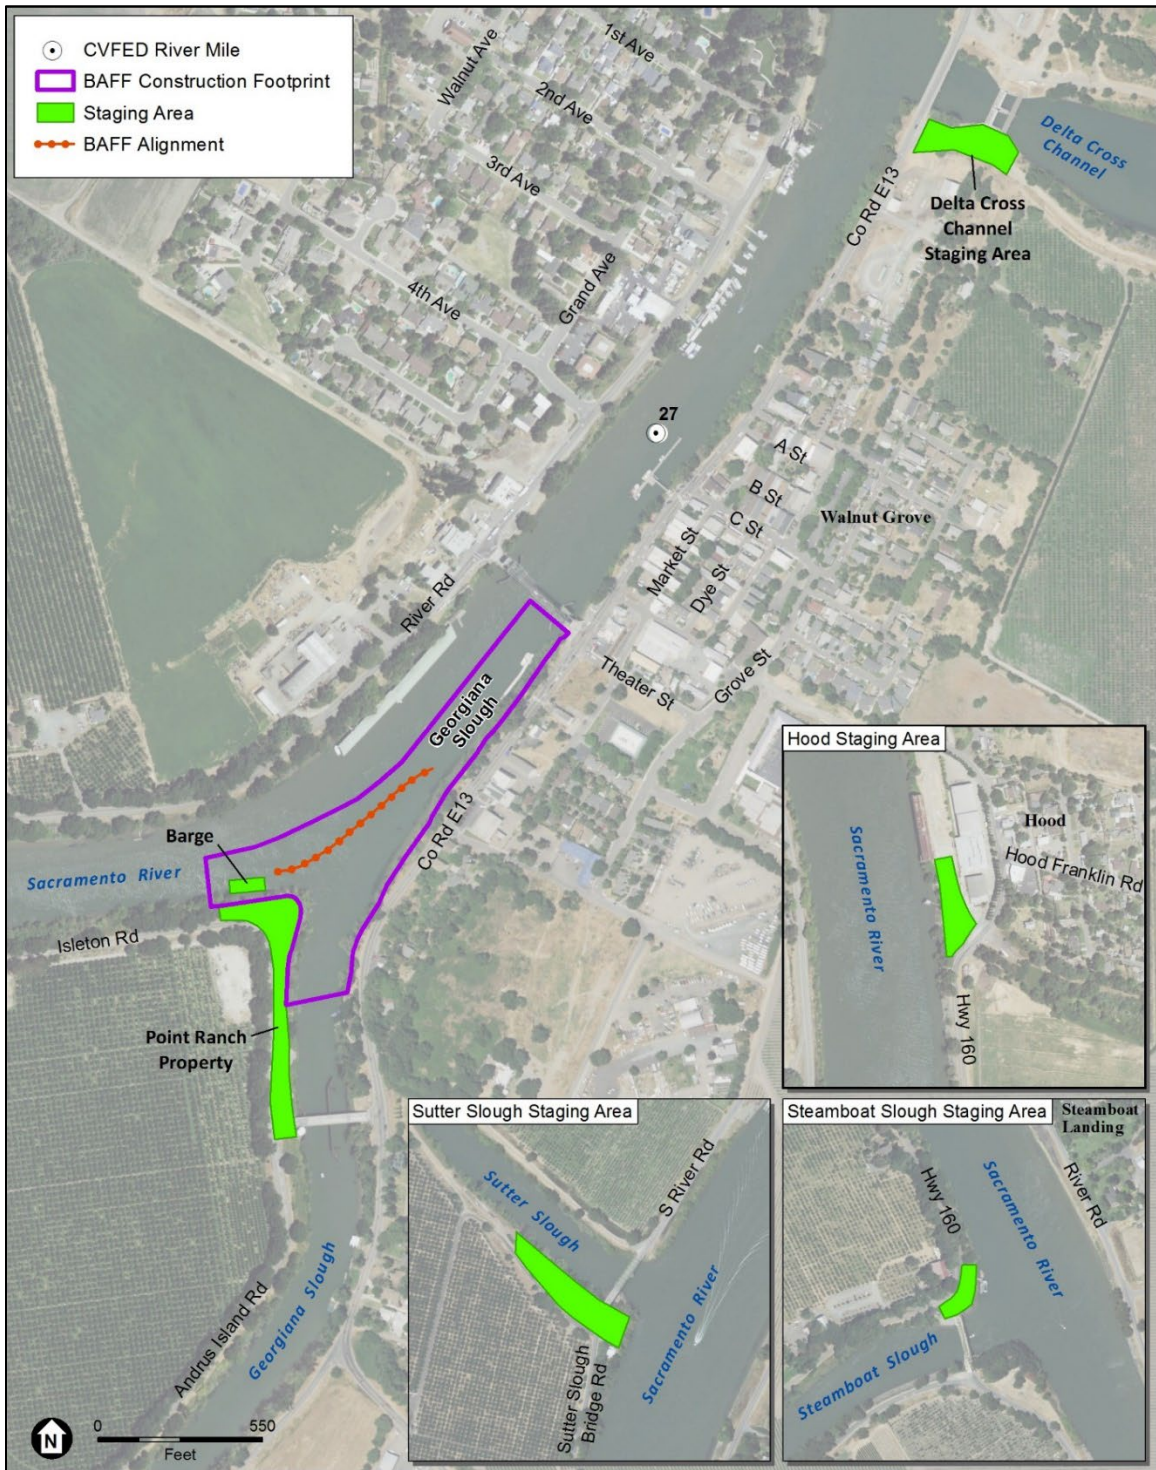 CVFED River Mile
BAFF Construction Footprint
Staging Area
BAFF Alignment
Walnut Ave
1st Ave
2nd Ave
3rd Ave
4th Ave
Grand Ave
Co Rd E13
Delta Cross
Channel
Delta Cross
Channel
Staging Area
27
A St
B St
C St
Walnut Grove
Market St
Dye St
River Rd
Theater St
Grove St
Georgiana
Slough
Co Rd E13
Barge
Sacramento River
Isleton Rd
Point Ranch
Property
Andrus Island Rd
Georgiana Slough
N
0
550
Feet
Hood Staging Area
Sacramento River
Hood
Hood Franklin Rd
Hwy 160
Sutter Slough Staging Area
Sutter Slough
S River Rd
Sacramento River
Sutter Slough
Bridge Rd
Steamboat Slough Staging Area
Steamboat
Landing
Hwy 160
Sacramento River
River Rd
Steamboat Slough